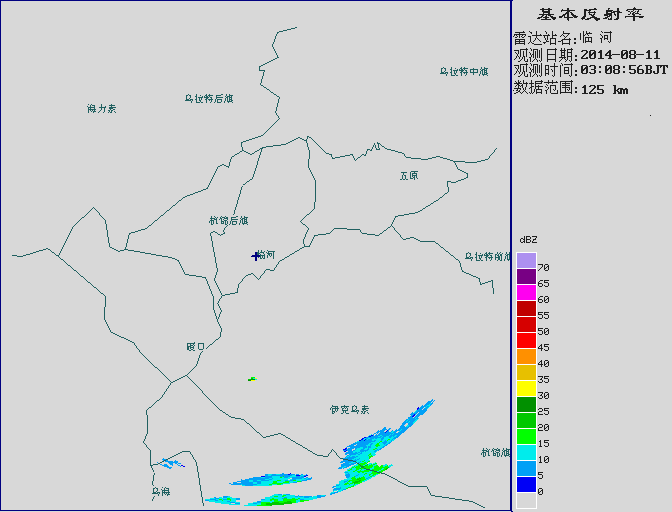 基本反射率
雷达站名:临 河
观测日期:2014-08-11
观测时间:03:08:56BJT
数据范围:125 km
乌拉特中旗
乌拉特后旗
海力素
五原
杭锦后旗
临河
乌拉特前旗
磴口
伊克乌素
杭锦旗
乌海
dBZ
70
65
60
55
50
45
40
35
30
25
20
15
10
5
0